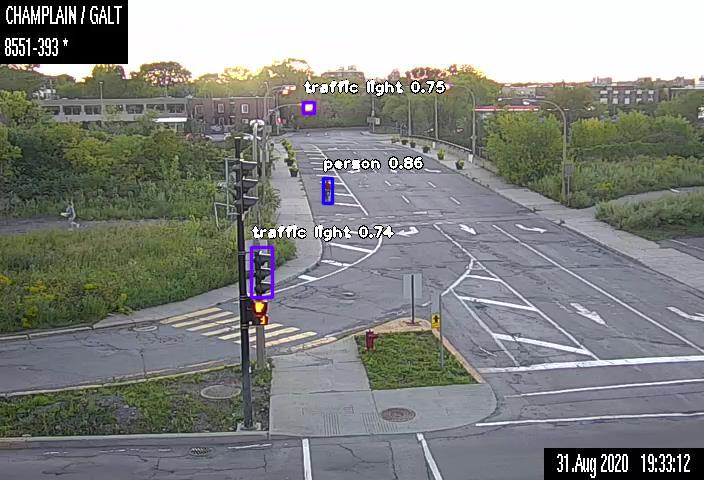 CHAMPLAIN / GALT
8551-393 *
traffic light 0.75
person 0.86
traffic light 0.74
31.Aug 2020 19:33:12